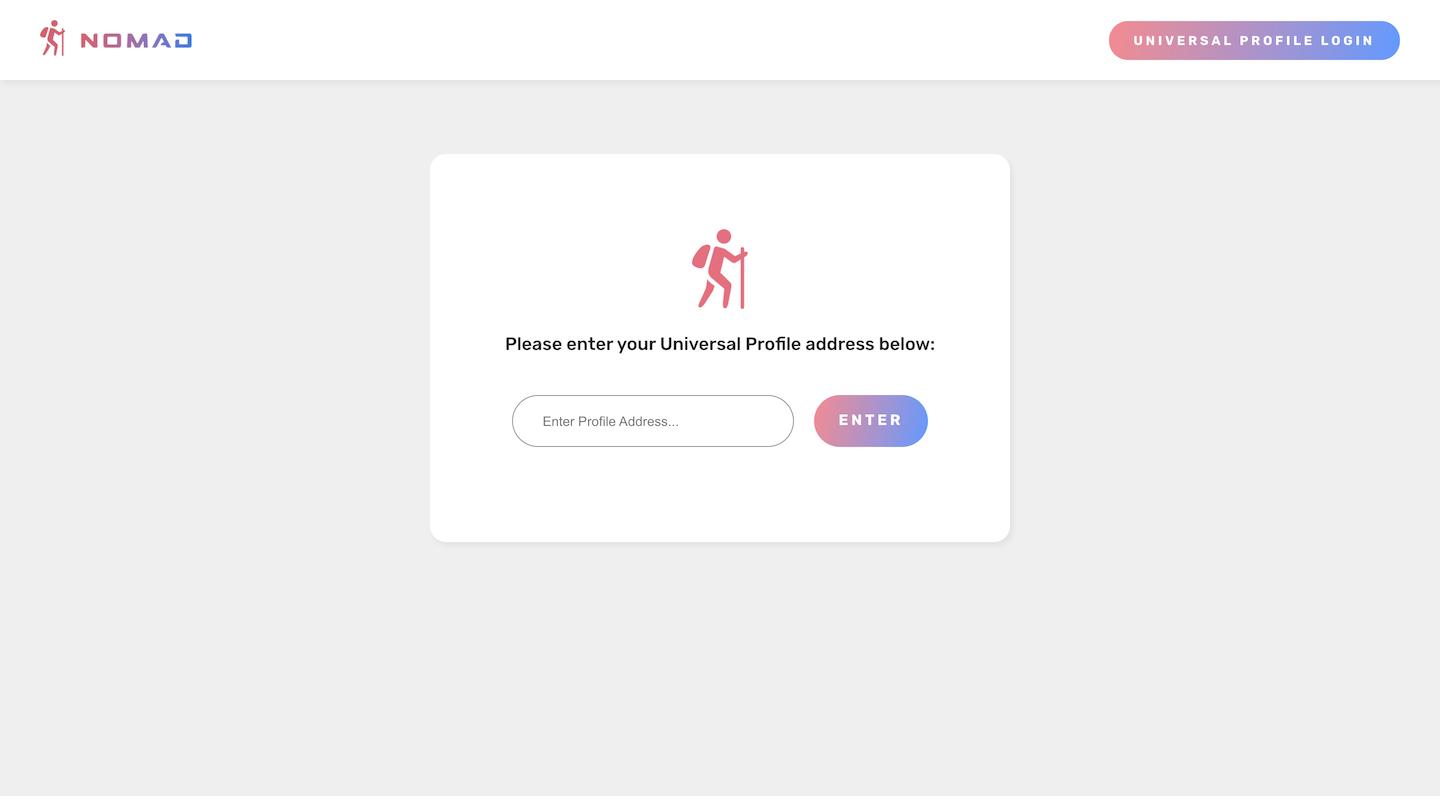 NOMAD
UNIVERSAL PROFILE LOGIN
Please enter your Universal Profile address below:
Enter Profile Address...
ENTER